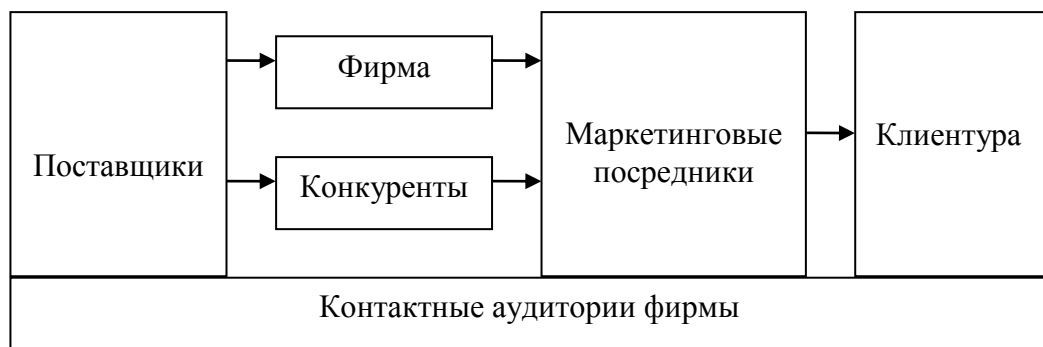 Поставщики
Фирма
Конкуренты
Маркетинговые
посредники
Клиентура
Контактные аудитории фирмы